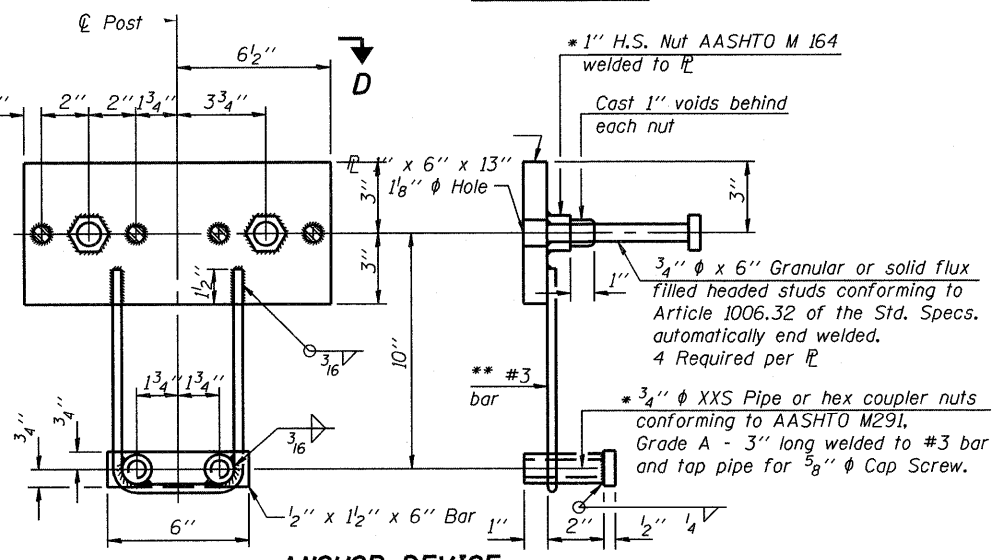 ℄ Post
6½"
D
2"
2"
1¾"
3¾"
* 1" H.S. Nut AASHTO M 164
welded to ℙL
Cast 1" voids behind
each nut
ℙL 1" x 6" x 13"
1⅛" ϕ Hole
3"
3"
3"
1½"
1"
¾" ϕ x 6" Granular or solid flux
filled headed studs conforming to
Article 1006.32 of the Std. Specs.
automatically end welded.
4 Required per ℙL
3/16
10"
** #3
bar
1¾"
1¾"
¾"
¾"
3/16
* ¾" ϕ XXS Pipe or hex coupler nuts
conforming to AASHTO M291,
Grade A - 3" long welded to #3 bar
and tap pipe for ⅝" ϕ Cap Screw.
½" x 1½" x 6" Bar
6"
1"
2"
½"
¼
ANCHOR DEVICE